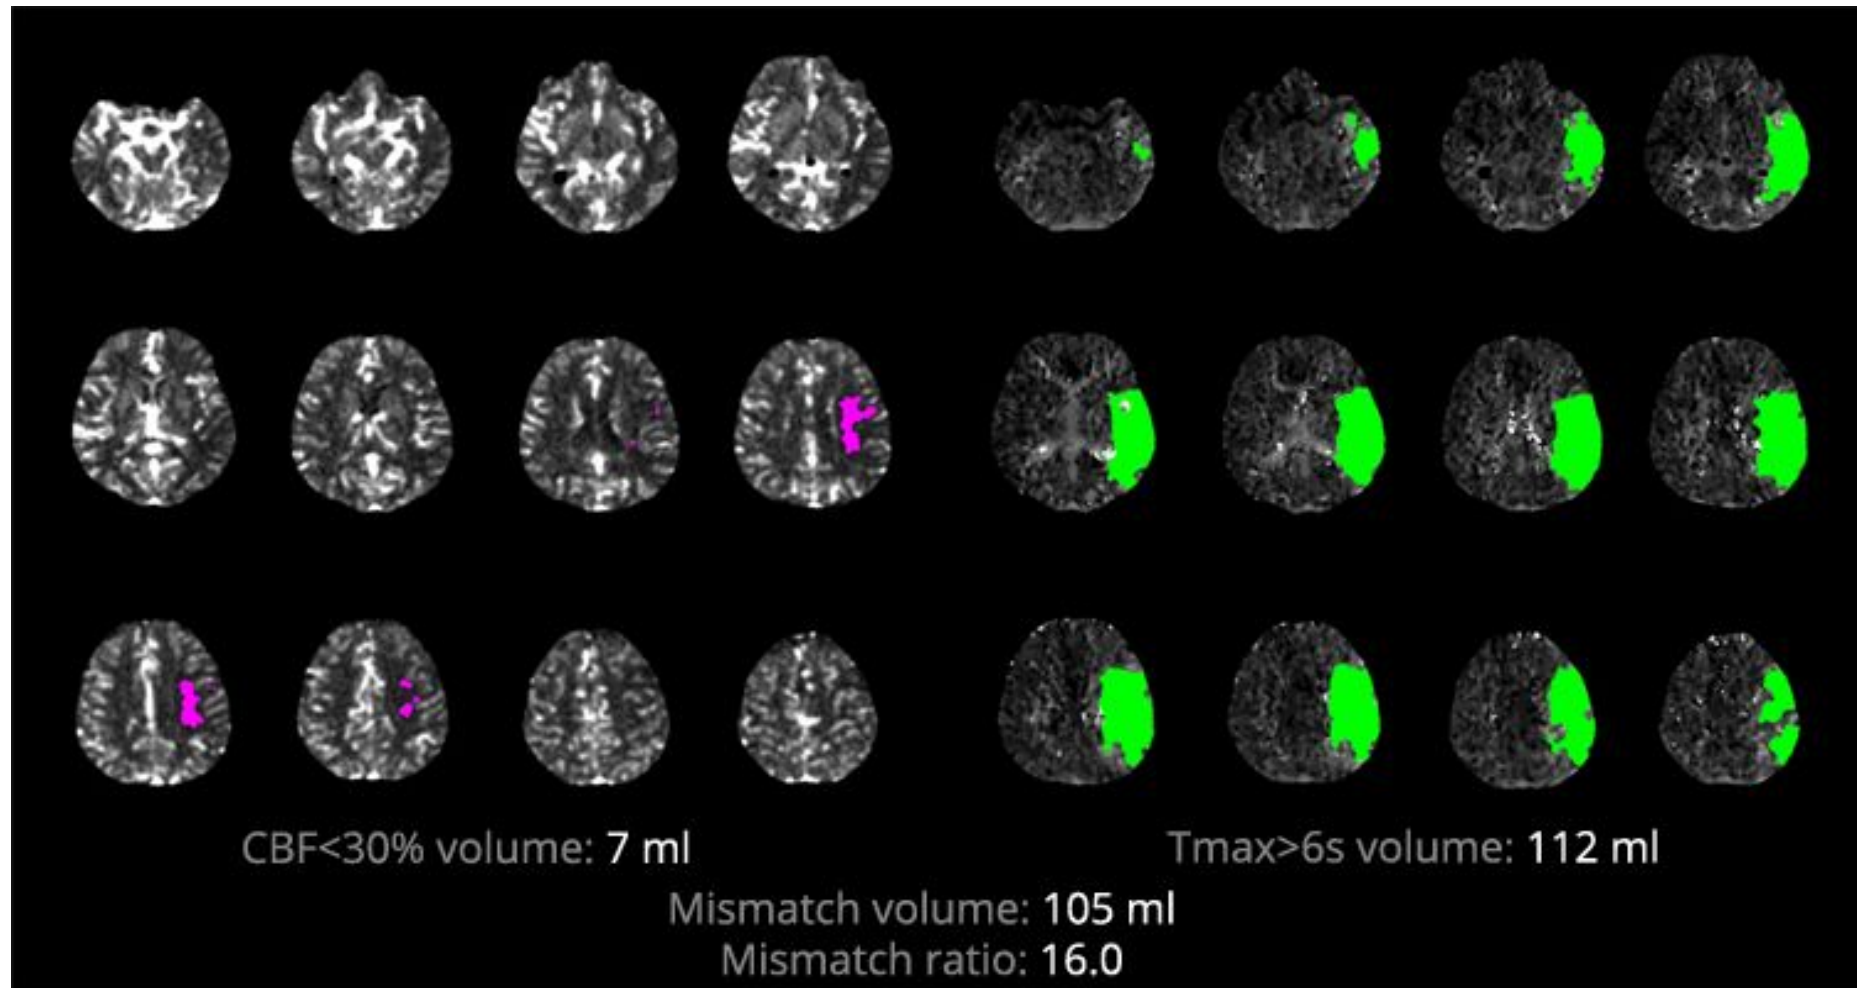 CBF<30% volume: 7 ml
Tmax>6s volume: 112 ml
Mismatch volume: 105 ml
Mismatch ratio: 16.0